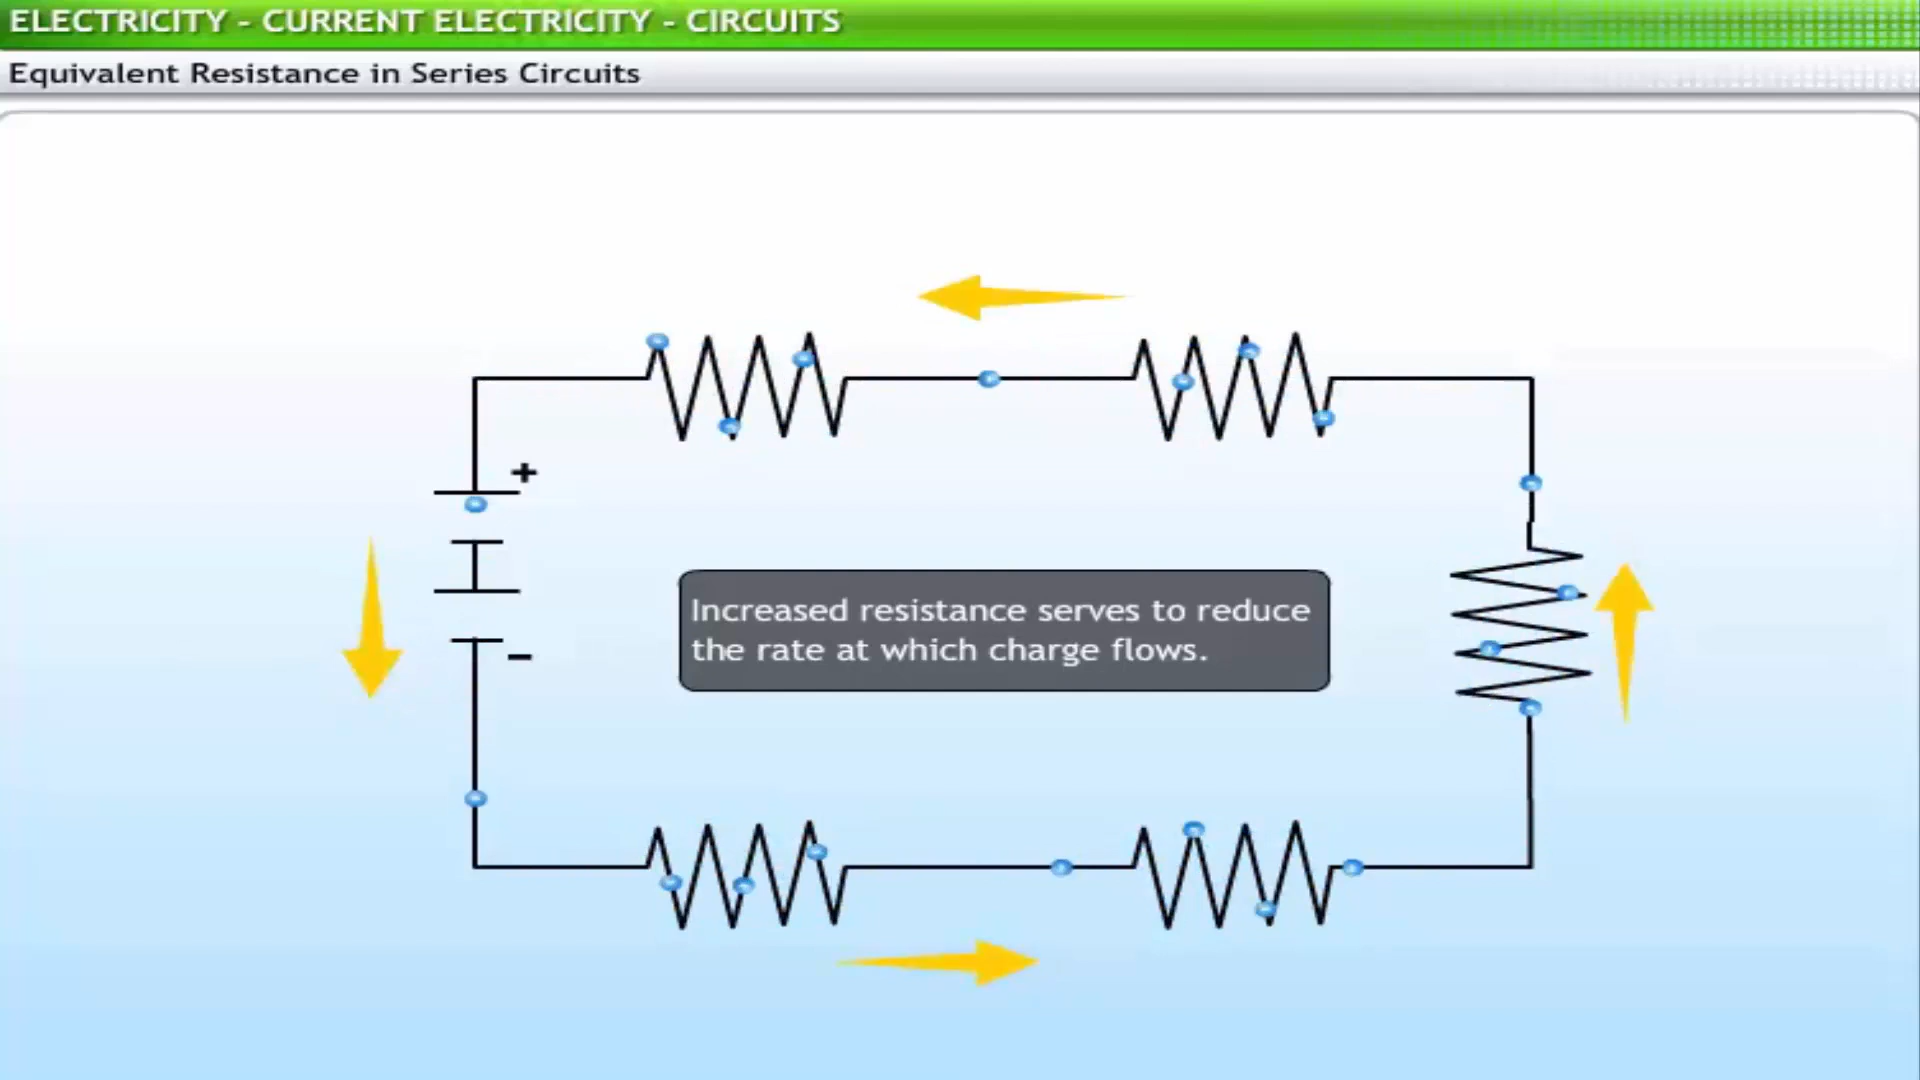 ELECTRICITY - CURRENT ELECTRICITY - CIRCUITS
Equivalent Resistance in Series Circuits
+
Increased resistance serves to reduce
the rate at which charge flows.
-